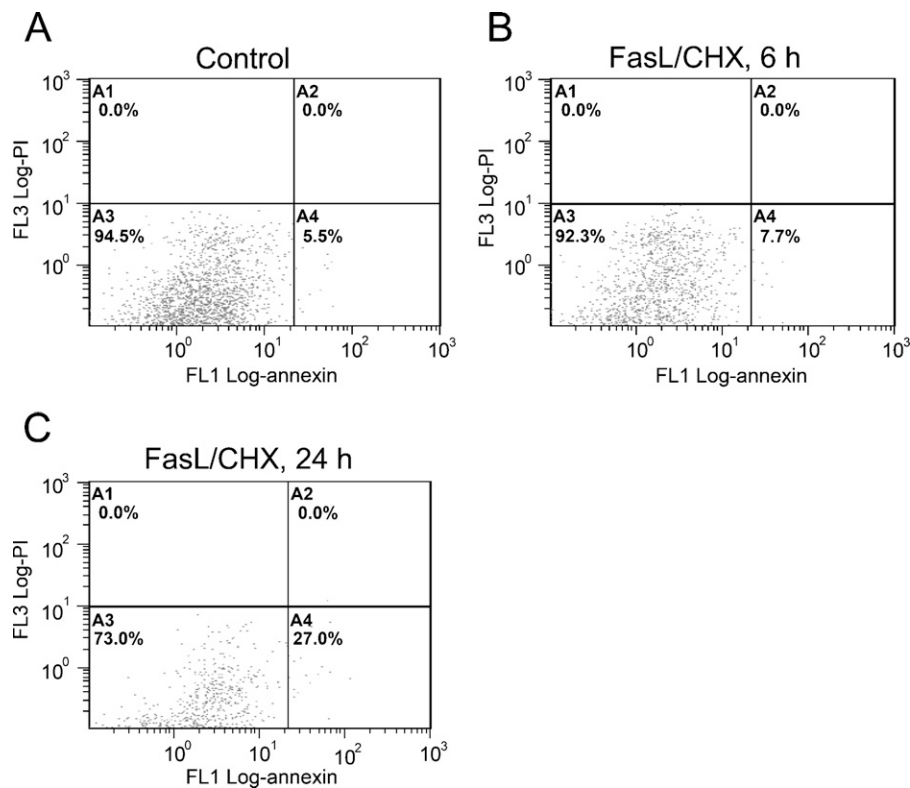 A
Control
10³
10²
10¹
10⁰
FL3 Log-PI
A1
0.0%
A2
0.0%
A3
94.5%
A4
5.5%
10⁰
10¹
10²
10³
FL1 Log-annexin
B
FasL/CHX, 6 h
10³
10²
10¹
10⁰
FL3 Log-PI
A1
0.0%
A2
0.0%
A3
92.3%
A4
7.7%
10⁰
10¹
10²
10³
FL1 Log-annexin
C
FasL/CHX, 24 h
10³
10²
10¹
10⁰
FL3 Log-PI
A1
0.0%
A2
0.0%
A3
73.0%
A4
27.0%
10⁰
10¹
10²
10³
FL1 Log-annexin